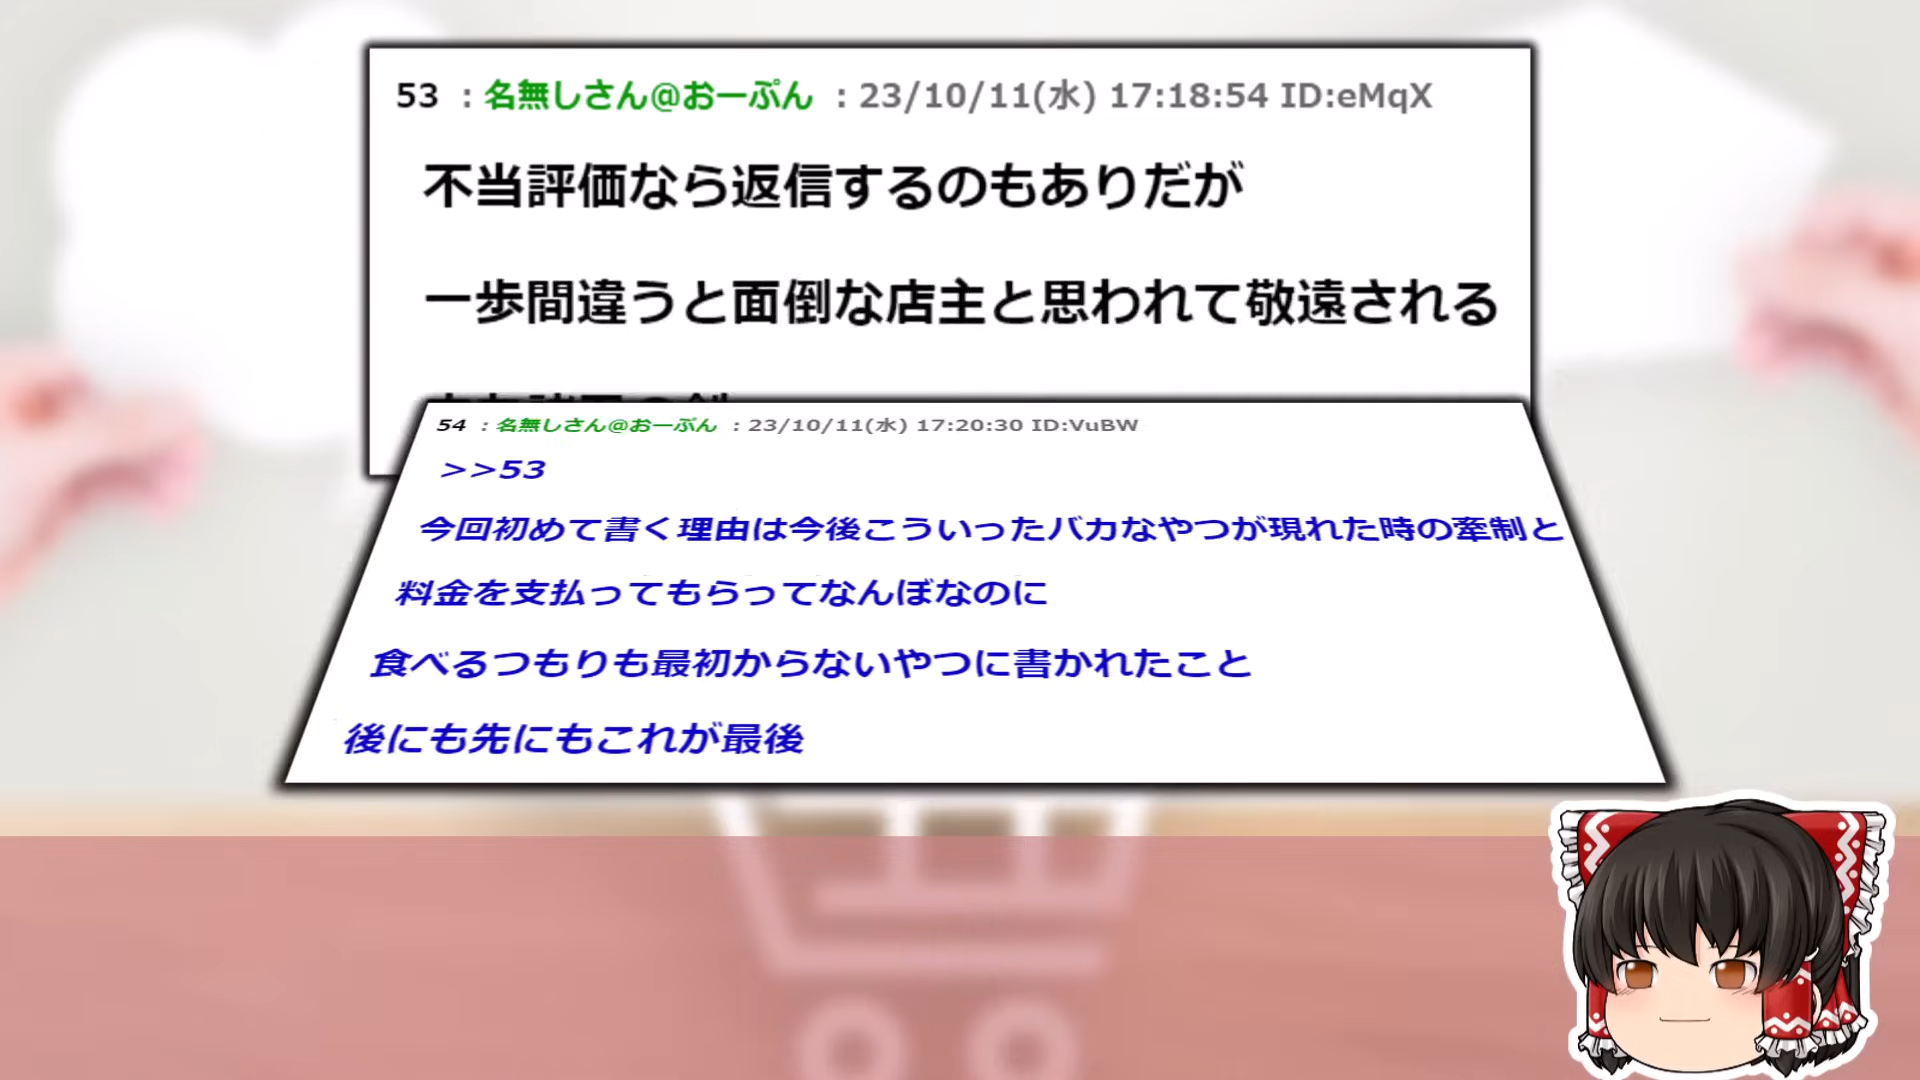 53 : 名無しさん@おーぷん : 23/10/11(水) 17:18:54 ID:eMqX
不当評価なら返信するのもありだが
一歩間違うと面倒な店主と思われて敬遠される
54 : 名無しさん@おーぷん : 23/10/11(水) 17:20:30 ID:VuBW
>>53
今回初めて書く理由は今後こういったバカなやつが現れた時の牽制と
料金を支払ってもらってなんぼなのに
食べるつもりも最初からないやつに書かれたこと
後にも先にもこれが最後